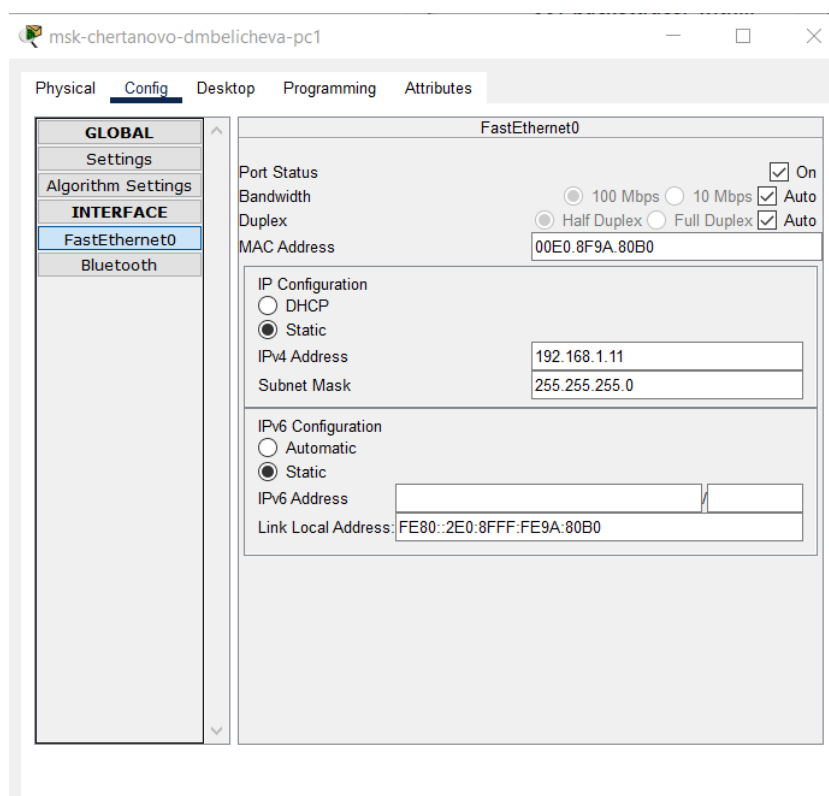 msk-chertanovo-dmbelicheva-pc1
Physical Config Desktop Programming Attributes
GLOBAL
Settings
Algorithm Settings
INTERFACE
FastEthernet0
Bluetooth
FastEthernet0
Port Status On
Bandwidth 100 Mbps 10 Mbps Auto
Duplex Half Duplex Full Duplex Auto
MAC Address 00E0.8F9A.80B0
IP Configuration
DHCP
Static
IPv4 Address 192.168.1.11
Subnet Mask 255.255.255.0
IPv6 Configuration
Automatic
Static
IPv6 Address /
Link Local Address: FE80::2E0:8FFF:FE9A:80B0